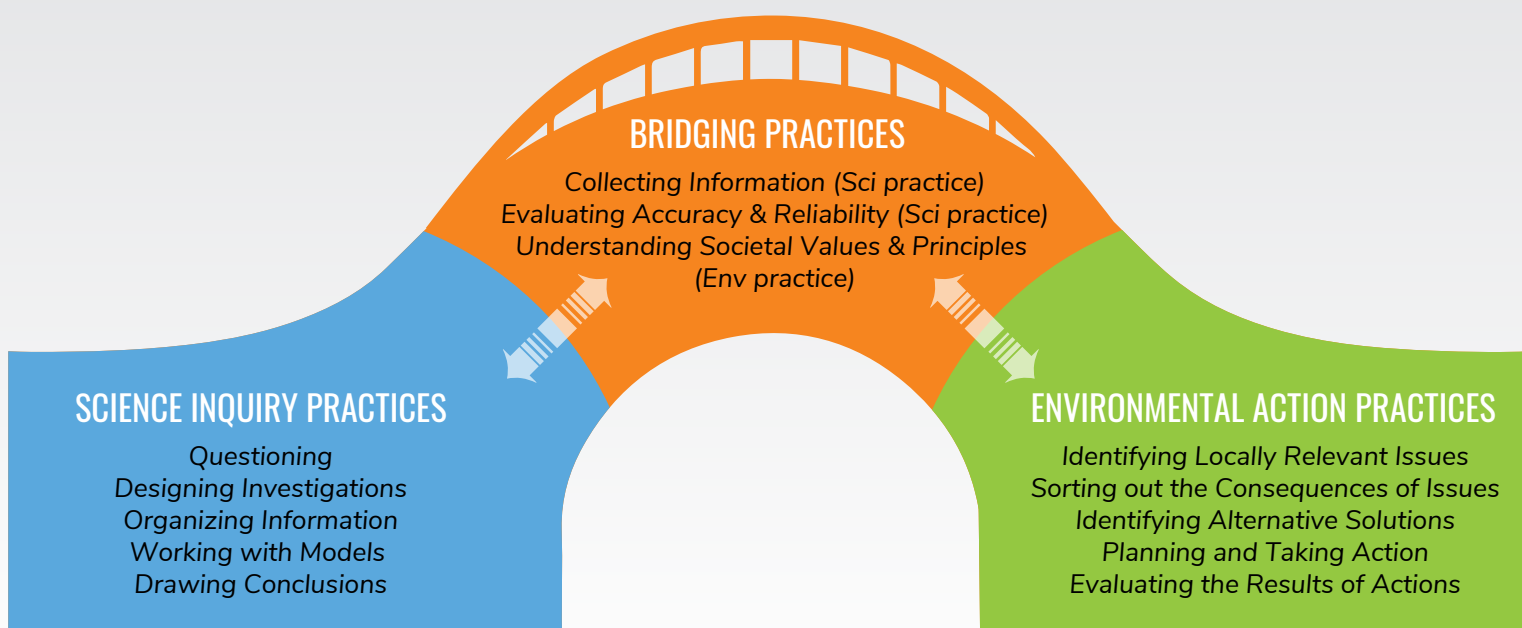 BRIDGING PRACTICES
Collecting Information (Sci practice)
Evaluating Accuracy & Reliability (Sci practice)
Understanding Societal Values & Principles
(Env practice)
SCIENCE INQUIRY PRACTICES
Questioning
Designing Investigations
Organizing Information
Working with Models
Drawing Conclusions
ENVIRONMENTAL ACTION PRACTICES
Identifying Locally Relevant Issues
Sorting out the Consequences of Issues
Identifying Alternative Solutions
Planning and Taking Action
Evaluating the Results of Actions